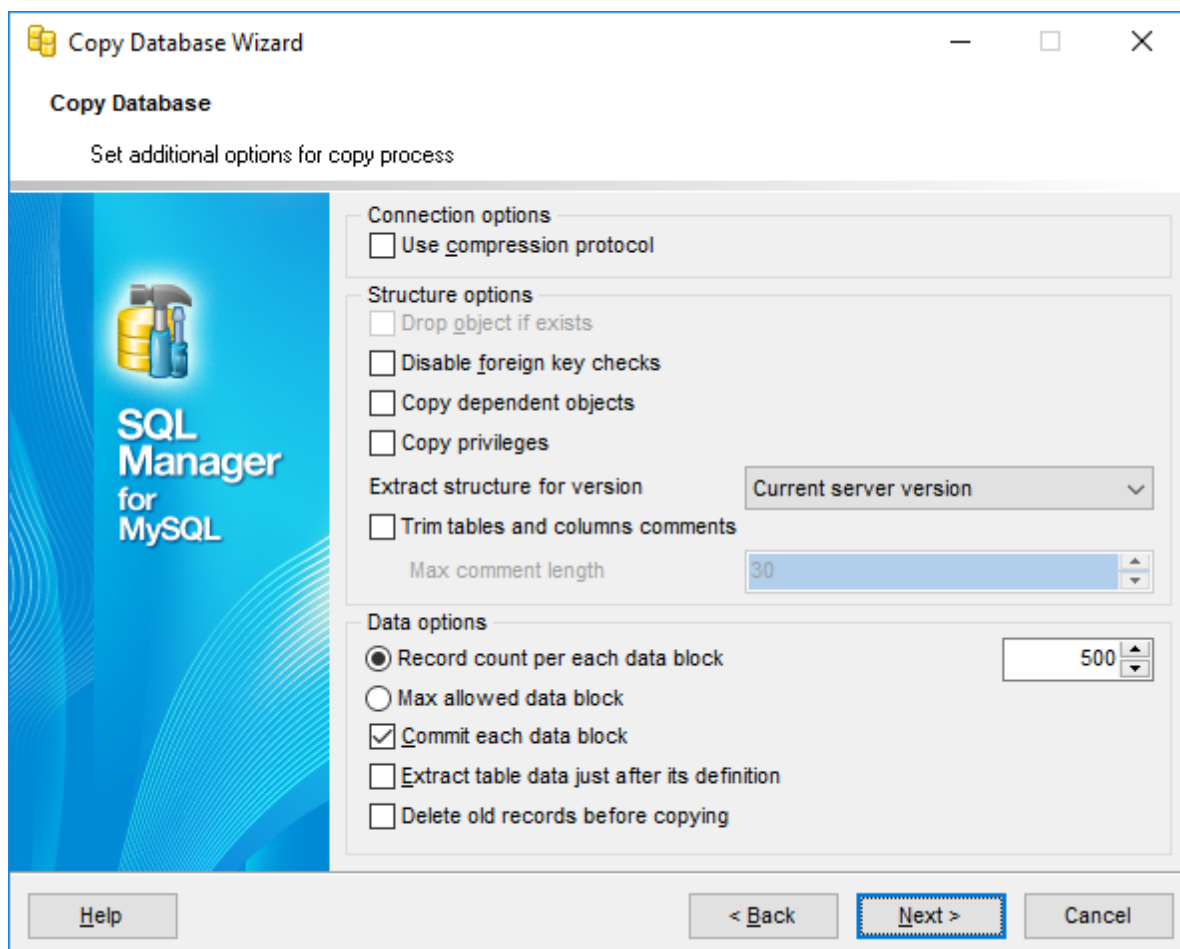 Copy Database Wizard
Copy Database
Set additional options for copy process
SQL
Manager
for
MySQL
Connection options
Use compression protocol
Structure options
Drop object if exists
Disable foreign key checks
Copy dependent objects
Copy privileges
Extract structure for version Current server version
Trim tables and columns comments
Max comment length 30
Data options
Record count per each data block 500
Max allowed data block
Commit each data block
Extract table data just after its definition
Delete old records before copying
Help < Back Next > Cancel